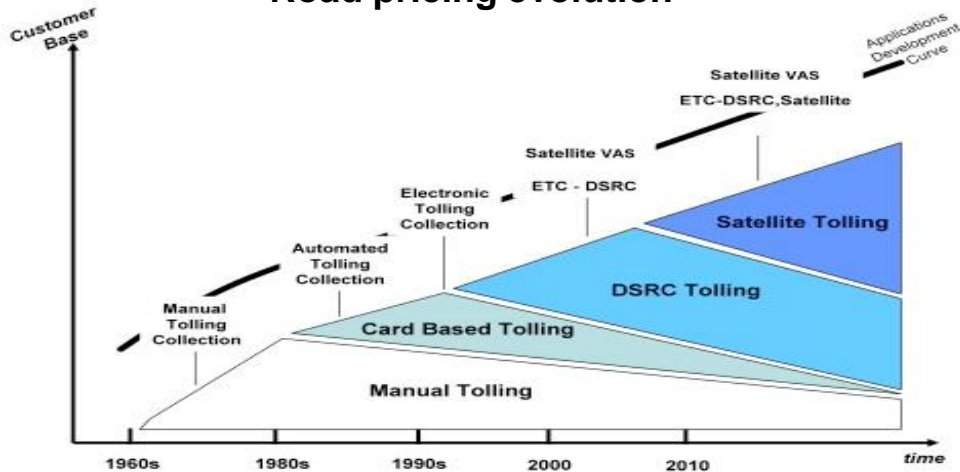 Road pricing evolution
Customer
Base
Applications
Development
Curve
Satellite VAS
ETC-DSRC,Satellite
Satellite VAS
ETC - DSRC
Electronic
Tolling
Collection
Automated
Tolling
Collection
Manual
Tolling
Collection
Satellite Tolling
DSRC Tolling
Card Based Tolling
Manual Tolling
1960s
1980s
1990s
2000
2010
time